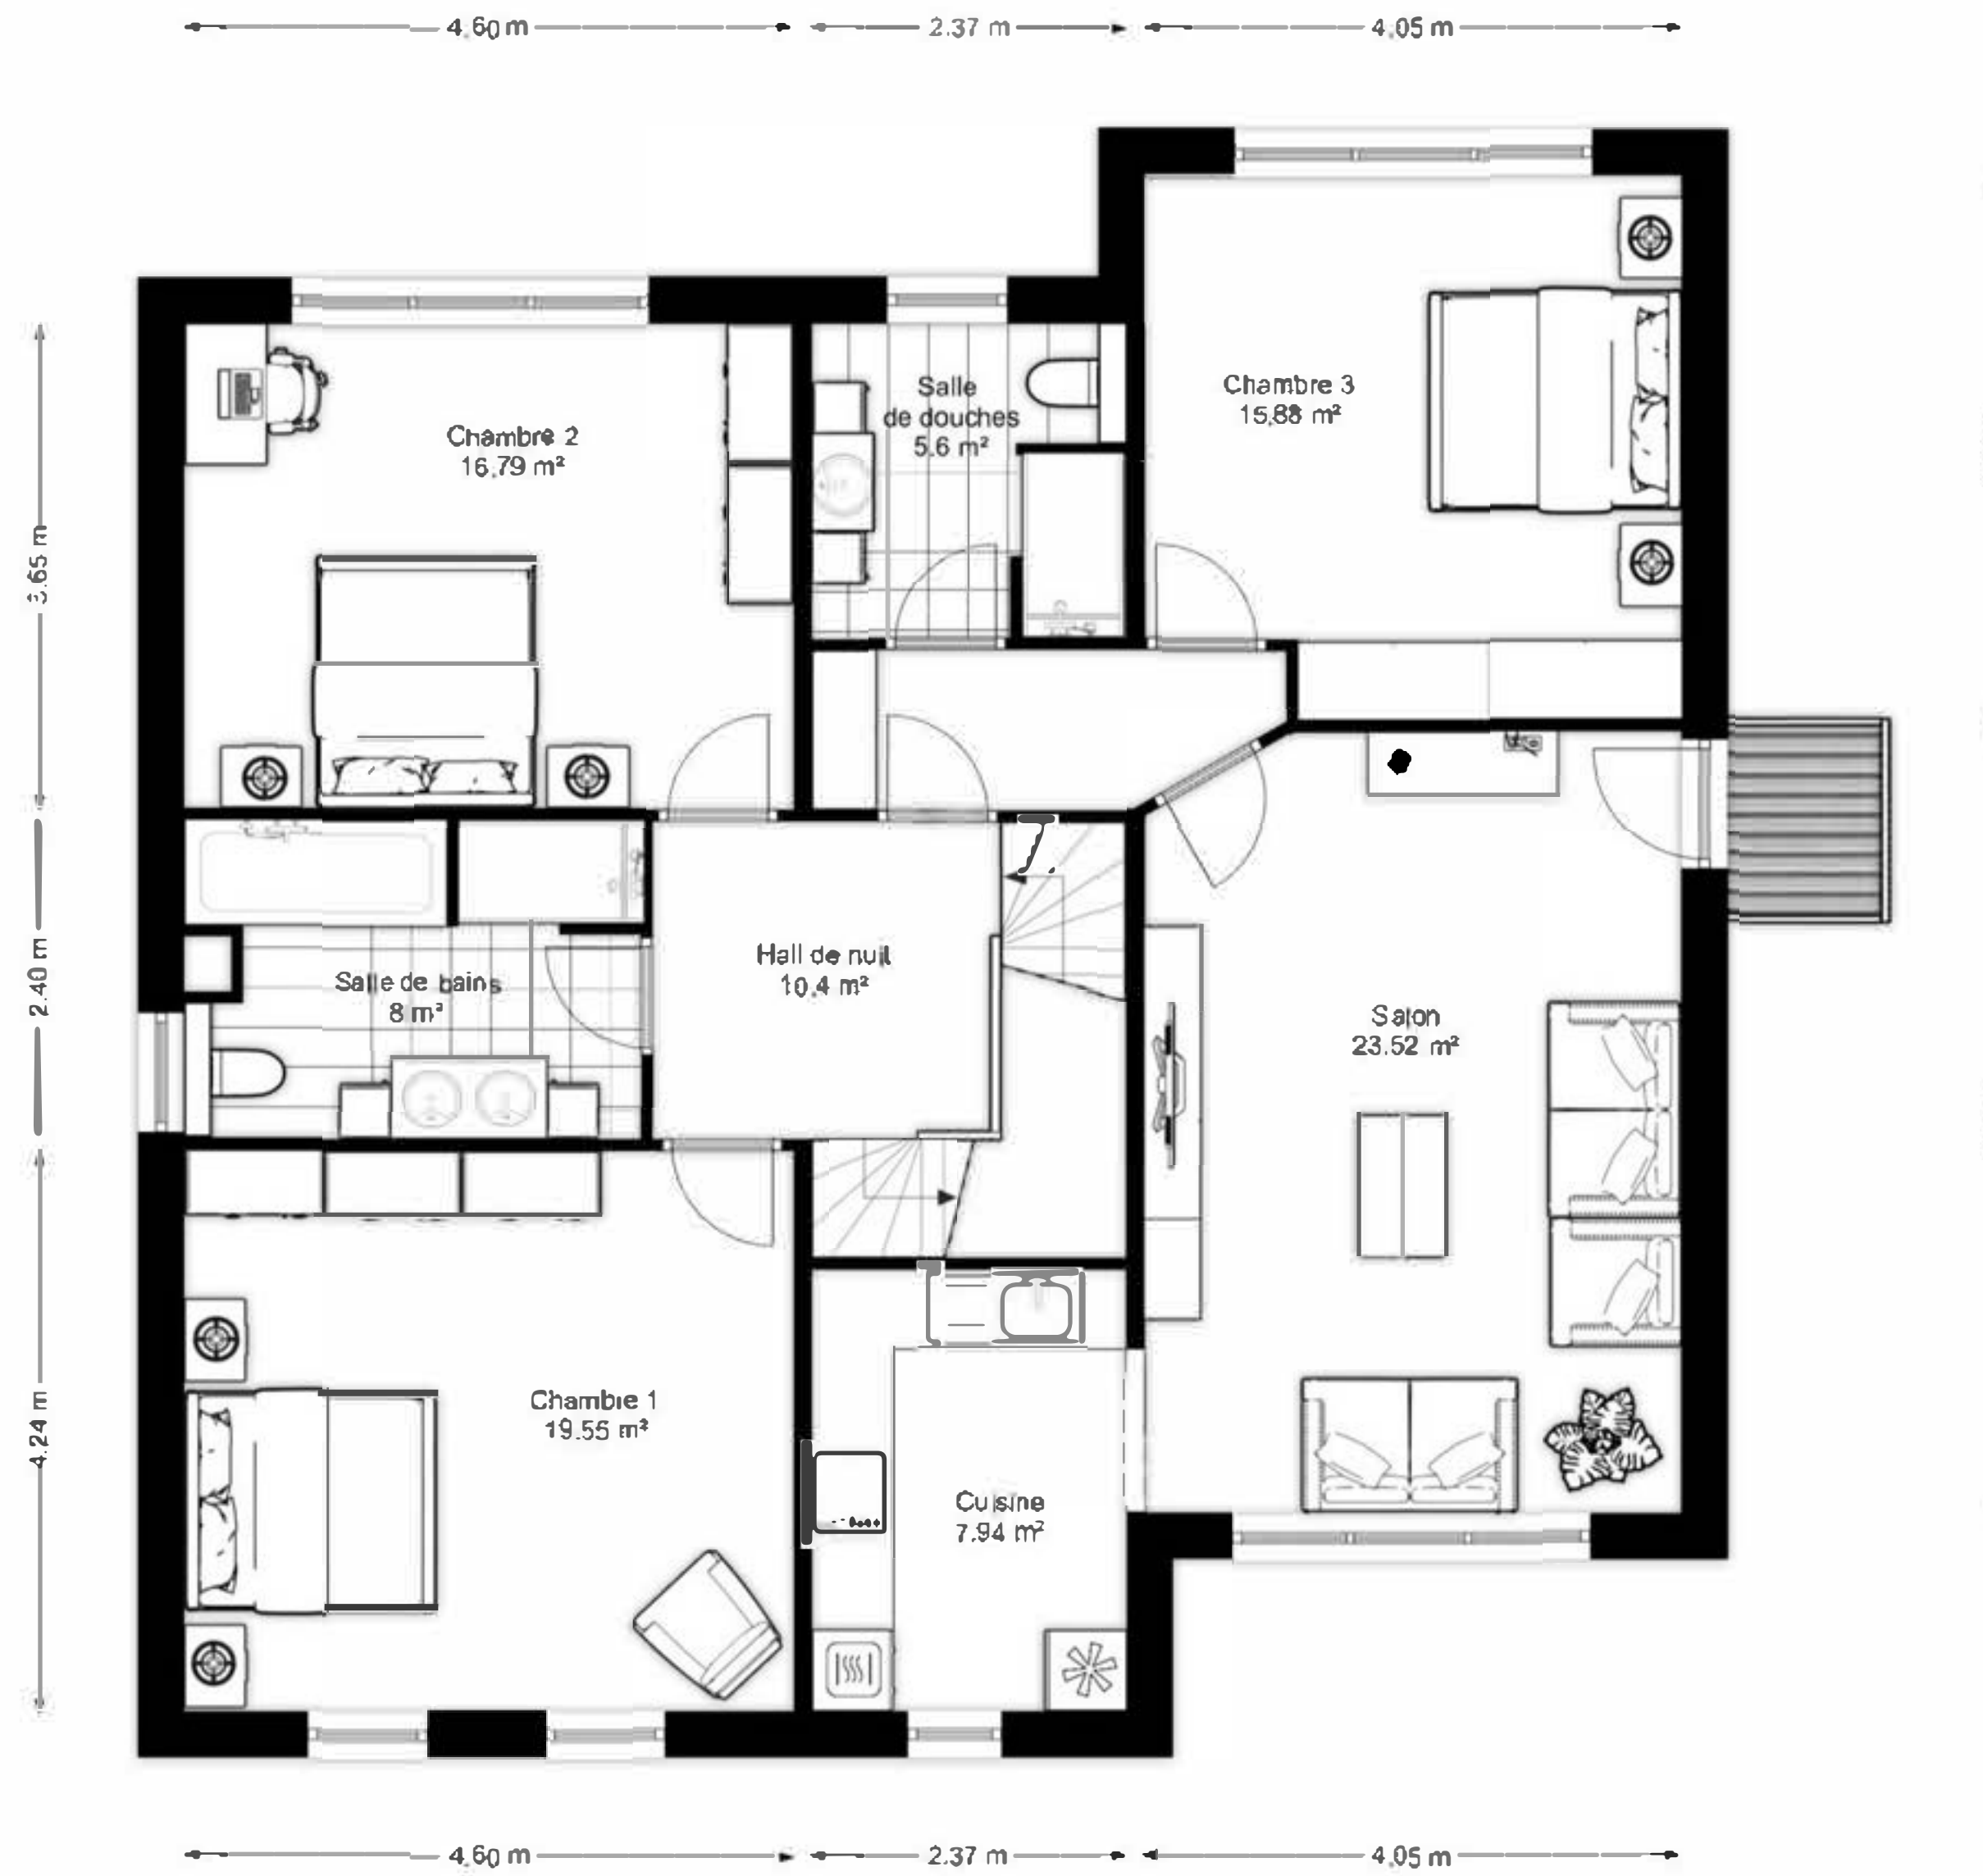 4.60 m
2.37 m
4.05 m
Chambre 3
15.88 m²
Salle
de douches
5.6 m²
Chambre 2
16.79 m²
3.65 m
Hall de nuit
10.4 m²
Salle de bains
8 m²
2.40 m
Salon
23.52 m²
Chambre 1
19.55 m²
4.24 m
Cuisine
7.94 m²
4.60 m
2.37 m
4.05 m